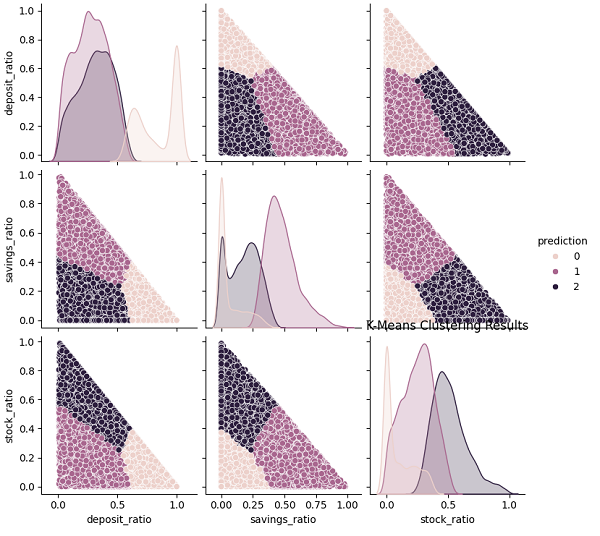 deposit_ratio
1.0
0.8
0.6
0.4
0.2
0.0
savings_ratio
1.0
0.8
0.6
0.4
0.2
0.0
prediction
0
1
2
K-Means Clustering Results
stock_ratio
1.0
0.8
0.6
0.4
0.2
0.0
0.0 0.5 1.0
0.00 0.25 0.50 0.75 1.00
0.0 0.5 1.0
deposit_ratio
savings_ratio
stock_ratio